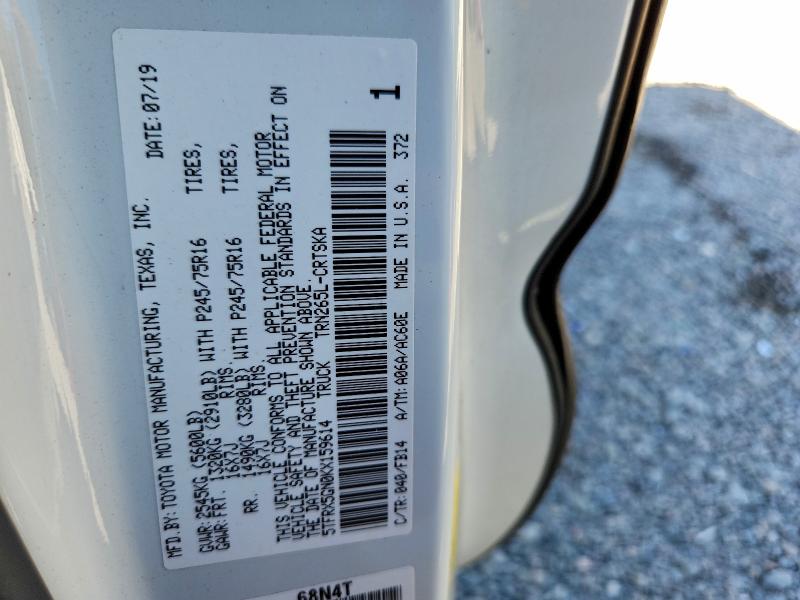 MFD.BY:TOYOTA MOTOR MANUFACTURING, TEXAS, INC. DATE:07/19
GVWR:2545KG (5600LB)
GAWR:FRT. 1320KG (2910LB) WITH P245/75R16 TIRES,
16X7J RIMS.
RR. 1490KG (3280LB) WITH P245/75R16 TIRES,
16X7J RIMS.
THIS VEHICLE CONFORMS TO ALL APPLICABLE FEDERAL MOTOR
VEHICLE SAFETY AND THEFT PREVENTION STANDARDS IN EFFECT ON
THE DATE OF MANUFACTURE SHOWN ABOVE.
5TFRX5GN0KX159614 TRUCK TRN265L-CRTSKA
1
C/TR:040/FB14 A/TM:A06A/AC60E MADE IN U.S.A. 372
68N4T